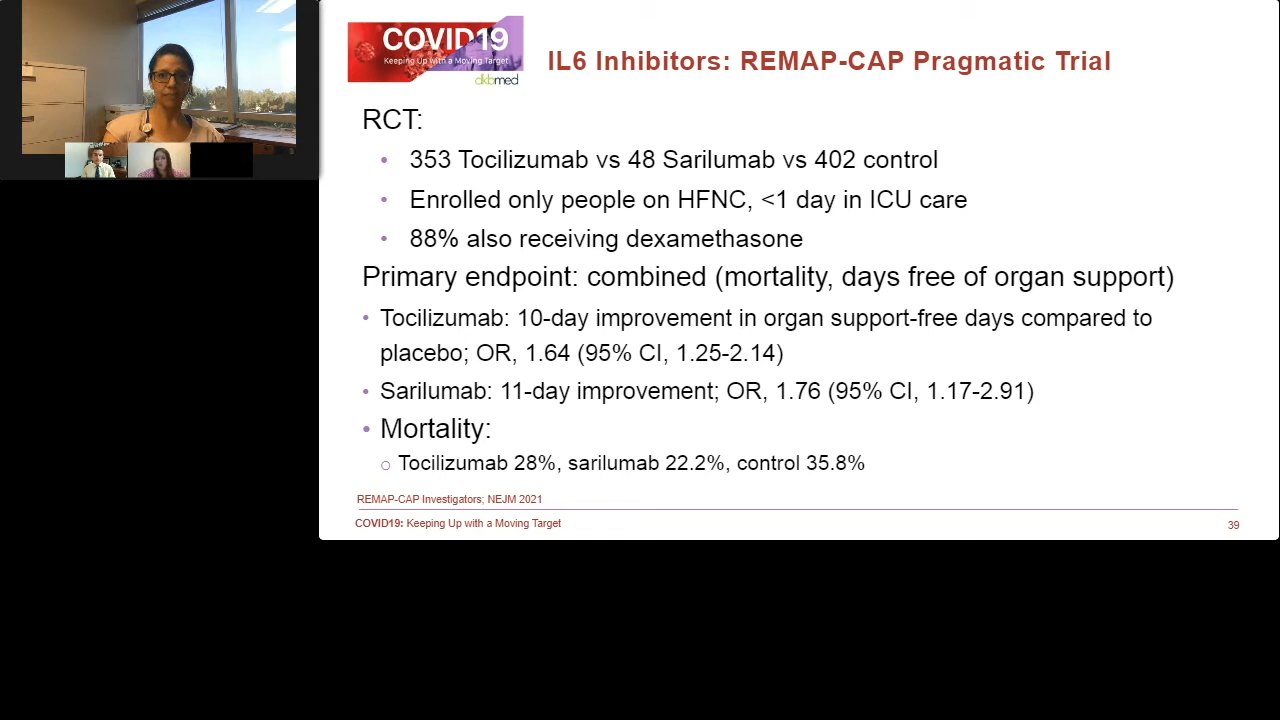 COVID19
Keeping Up with a Moving Target
dkbmed
IL6 Inhibitors: REMAP-CAP Pragmatic Trial
RCT:
• 353 Tocilizumab vs 48 Sarilumab vs 402 control
• Enrolled only people on HFNC, <1 day in ICU care
• 88% also receiving dexamethasone
Primary endpoint: combined (mortality, days free of organ support)
• Tocilizumab: 10-day improvement in organ support-free days compared to
placebo; OR, 1.64 (95% CI, 1.25-2.14)
• Sarilumab: 11-day improvement; OR, 1.76 (95% CI, 1.17-2.91)
• Mortality:
○ Tocilizumab 28%, sarilumab 22.2%, control 35.8%
REMAP-CAP Investigators; NEJM 2021
COVID19: Keeping Up with a Moving Target
39